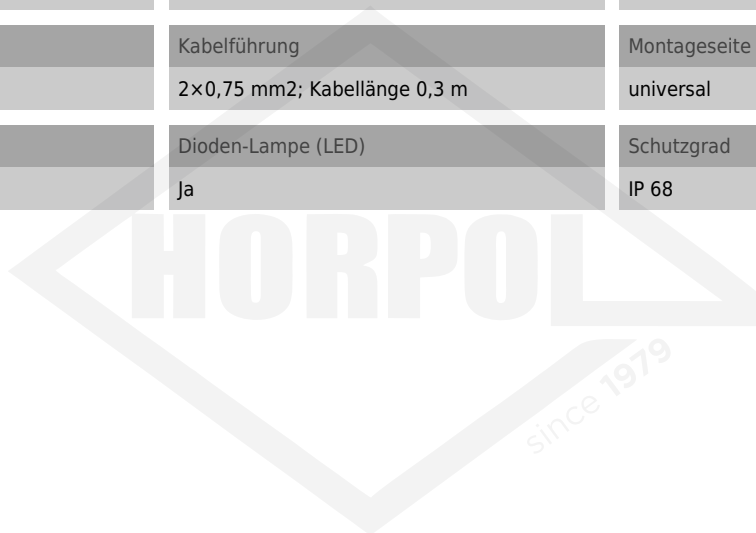 Kabelführung Montageseite
2×0,75 mm2; Kabellänge 0,3 m universal
Dioden-Lampe (LED) Schutzgrad
Ja IP 68
HORPOL
since 1979